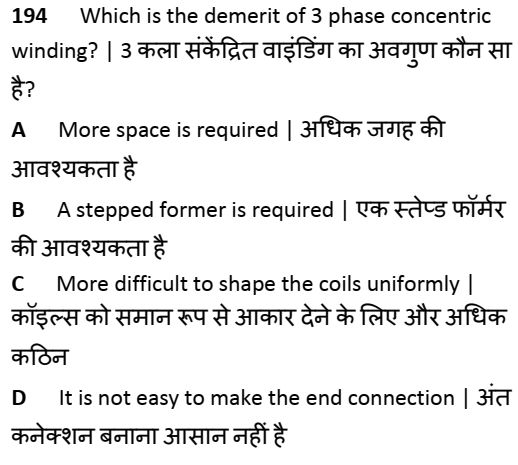 194 Which is the demerit of 3 phase concentric
winding? | 3 कला संकेंद्रित वाइंडिंग का अवगुण कौन सा
है?
A More space is required | अधिक जगह की
आवश्यकता है
B A stepped former is required | एक स्तेप्ड फॉर्मर
की आवश्यकता है
C More difficult to shape the coils uniformly |
कॉइल्स को समान रूप से आकार देने के लिए और अधिक
कठिन
D It is not easy to make the end connection | अंत
कनेक्शन बनाना आसान नहीं है